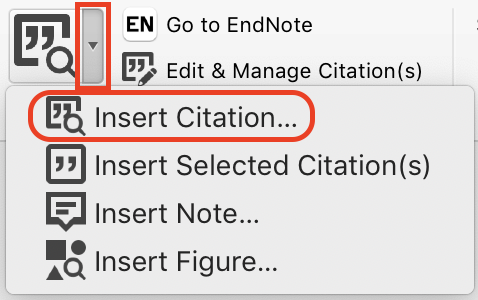 EN Go to EndNote
Edit & Manage Citation(s)
Insert Citation...
Insert Selected Citation(s)
Insert Note...
Insert Figure...